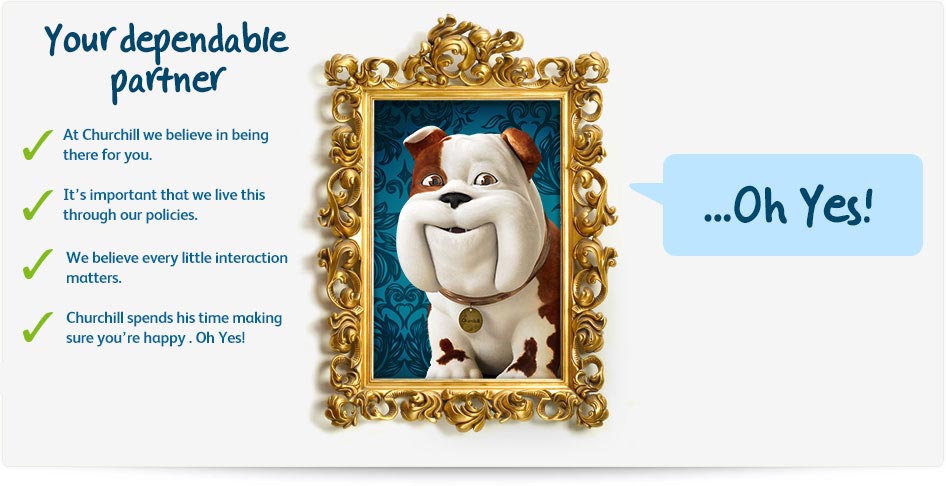 Your dependable
partner
At Churchill we believe in being
there for you.
It's important that we live this
through our policies.
We believe every little interaction
matters.
Churchill spends his time making
sure you're happy . Oh Yes!
...Oh Yes!